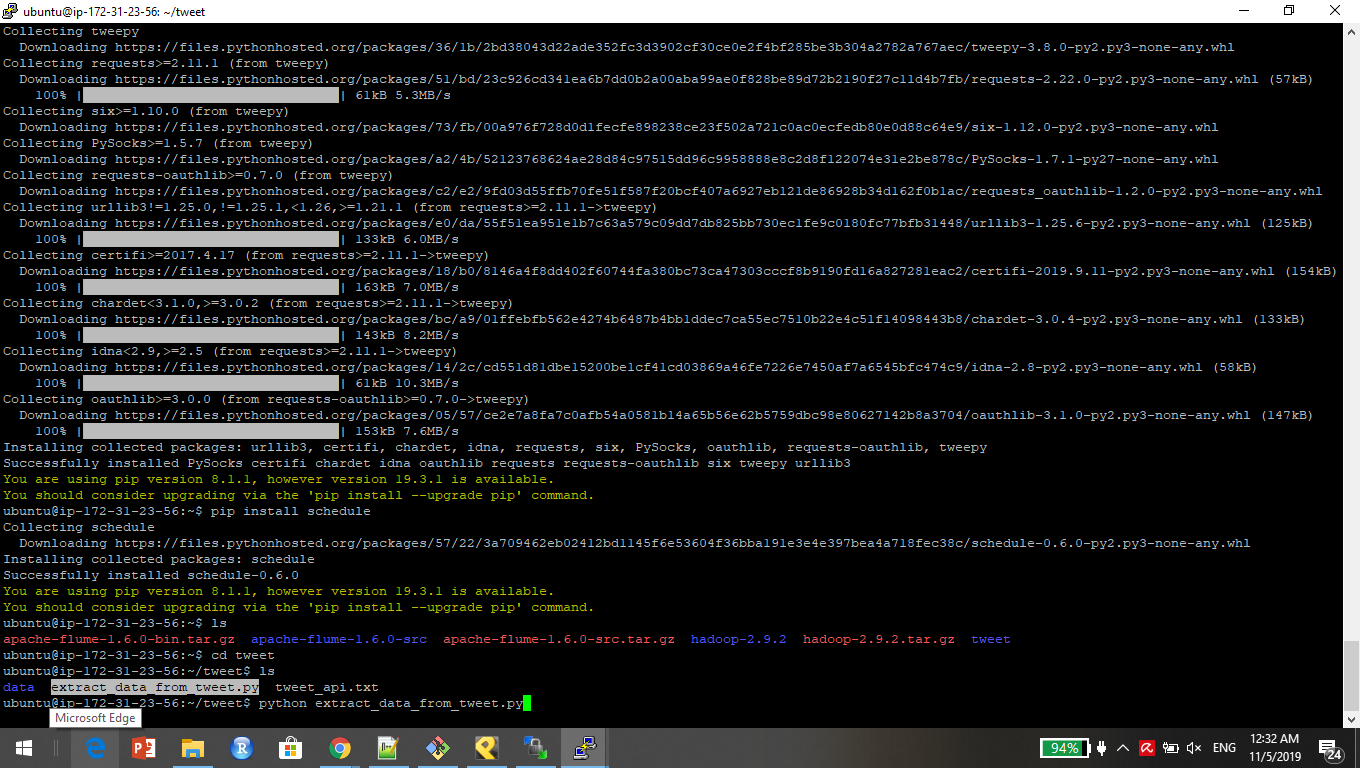 ubuntu@ip-172-31-23-56: ~/tweet
Collecting tweepy
  Downloading https://files.pythonhosted.org/packages/36/1b/2bd38043d22ade352fc3d3902cf30ce0e2f4bf285be3b304a2782a767aec/tweepy-3.8.0-py2.py3-none-any.whl
Collecting requests>=2.11.1 (from tweepy)
  Downloading https://files.pythonhosted.org/packages/51/bd/23c926cd341ea6b7dd0b2a00aba99ae0f828be89d72b2190f27c11d4b7fb/requests-2.22.0-py2.py3-none-any.whl (57kB)
    100% |████████████████████████████████| 61kB 5.3MB/s
Collecting six>=1.10.0 (from tweepy)
  Downloading https://files.pythonhosted.org/packages/73/fb/00a976f728d0d1fecfe898238ce23f502a721c0ac0ecfedb80e0d88c64e9/six-1.12.0-py2.py3-none-any.whl
Collecting PySocks>=1.5.7 (from tweepy)
  Downloading https://files.pythonhosted.org/packages/a2/4b/52123768624ae28d84c97515dd96c9958888e8c2d8f122074e31e2be878c/PySocks-1.7.1-py27-none-any.whl
Collecting requests-oauthlib>=0.7.0 (from tweepy)
  Downloading https://files.pythonhosted.org/packages/c2/e2/9fd03d55ffb70fe51f587f20bcf407a6927eb121de86928b34d162f0b1ac/requests_oauthlib-1.2.0-py2.py3-none-any.whl
Collecting urllib3!=1.25.0,!=1.25.1,<1.26,>=1.21.1 (from requests>=2.11.1->tweepy)
  Downloading https://files.pythonhosted.org/packages/e0/da/55f51ea951e1b7c63a579c09dd7db825bb730ec1fe9c0180fc77bfb31448/urllib3-1.25.6-py2.py3-none-any.whl (125kB)
    100% |████████████████████████████████| 133kB 6.0MB/s
Collecting certifi>=2017.4.17 (from requests>=2.11.1->tweepy)
  Downloading https://files.pythonhosted.org/packages/18/b0/8146a4f8dd402f60744fa380bc73ca47303cccf8b9190fd16a827281eac2/certifi-2019.9.11-py2.py3-none-any.whl (154kB)
    100% |████████████████████████████████| 163kB 7.0MB/s
Collecting chardet<3.1.0,>=3.0.2 (from requests>=2.11.1->tweepy)
  Downloading https://files.pythonhosted.org/packages/bc/a9/01ffebfb562e4274b6487b4bb1ddec7ca55ec7510b22e4c51f14098443b8/chardet-3.0.4-py2.py3-none-any.whl (133kB)
    100% |████████████████████████████████| 143kB 8.2MB/s
Collecting idna<2.9,>=2.5 (from requests>=2.11.1->tweepy)
  Downloading https://files.pythonhosted.org/packages/14/2c/cd551d81dbe15200be1cf41cd03869a46fe7226e7450af7a6545bfc474c9/idna-2.8-py2.py3-none-any.whl (58kB)
    100% |████████████████████████████████| 61kB 10.3MB/s
Collecting oauthlib>=3.0.0 (from requests-oauthlib>=0.7.0->tweepy)
  Downloading https://files.pythonhosted.org/packages/05/57/ce2e7a8fa7c0afb54a0581b14a65b56e62b5759dbc98e80627142b8a3704/oauthlib-3.1.0-py2.py3-none-any.whl (147kB)
    100% |████████████████████████████████| 153kB 7.6MB/s
Installing collected packages: urllib3, certifi, chardet, idna, requests, six, PySocks, oauthlib, requests-oauthlib, tweepy
Successfully installed PySocks certifi chardet idna oauthlib requests requests-oauthlib six tweepy urllib3
You are using pip version 8.1.1, however version 19.3.1 is available.
You should consider upgrading via the 'pip install --upgrade pip' command.
ubuntu@ip-172-31-23-56:~$ pip install schedule
Collecting schedule
  Downloading https://files.pythonhosted.org/packages/57/22/3a709462eb02412bd1145f6e53604f36bba191e3e4e397bea4a718fec38c/schedule-0.6.0-py2.py3-none-any.whl
Installing collected packages: schedule
Successfully installed schedule-0.6.0
You are using pip version 8.1.1, however version 19.3.1 is available.
You should consider upgrading via the 'pip install --upgrade pip' command.
ubuntu@ip-172-31-23-56:~$ ls
apache-flume-1.6.0-bin.tar.gz  apache-flume-1.6.0-src  apache-flume-1.6.0-src.tar.gz  hadoop-2.9.2  hadoop-2.9.2.tar.gz  tweet
ubuntu@ip-172-31-23-56:~$ cd tweet
ubuntu@ip-172-31-23-56:~/tweet$ ls
data  extract_data_from_tweet.py  tweet_api.txt
ubuntu@ip-172-31-23-56:~/tweet$ python extract_data_from_tweet.py
Microsoft Edge
94%
ENG
12:32 AM
11/5/2019
24